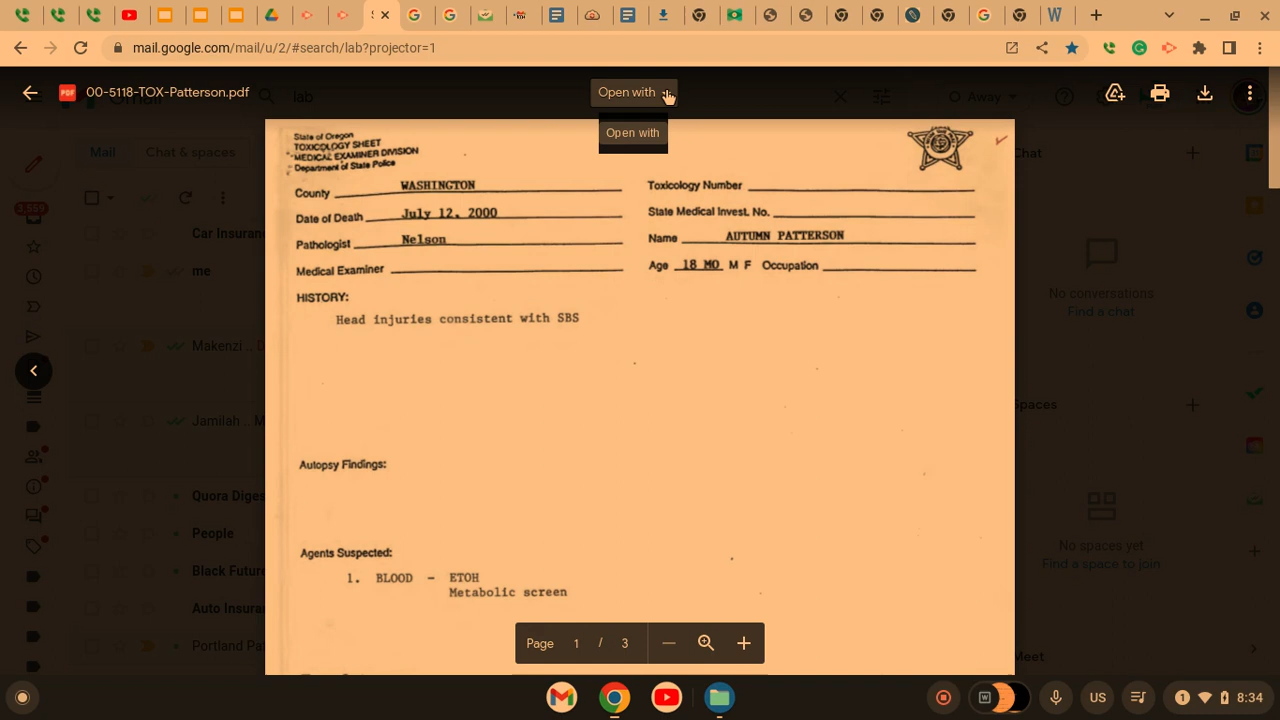 mail.google.com/mail/u/2/#search/lab?projector=1
00-5118-TOX-Patterson.pdf
Open with
lab
Away
Open with
Mail
Chat & spaces
Chat
3,559
State of Oregon
TOXICOLOGY SHEET
MEDICAL EXAMINER DIVISION
Department of State Police
County WASHINGTON
Toxicology Number
Date of Death July 12, 2000
State Medical Invest. No.
Pathologist Nelson
Name AUTUMN PATTERSON
Medical Examiner
Age 18 MO M F Occupation
HISTORY:
Head injuries consistent with SBS
Autopsy Findings:
Agents Suspected:
1. BLOOD - ETOH
Metabolic screen
Car Insuran
me
Makenzi ..
Jamilah .. M
Quora Diges
People
Black Future
Auto Insuran
Portland Pa
No conversations
Find a chat
Spaces
No spaces yet
Find a space to join
Meet
Page 1 / 3
US
1
8:34